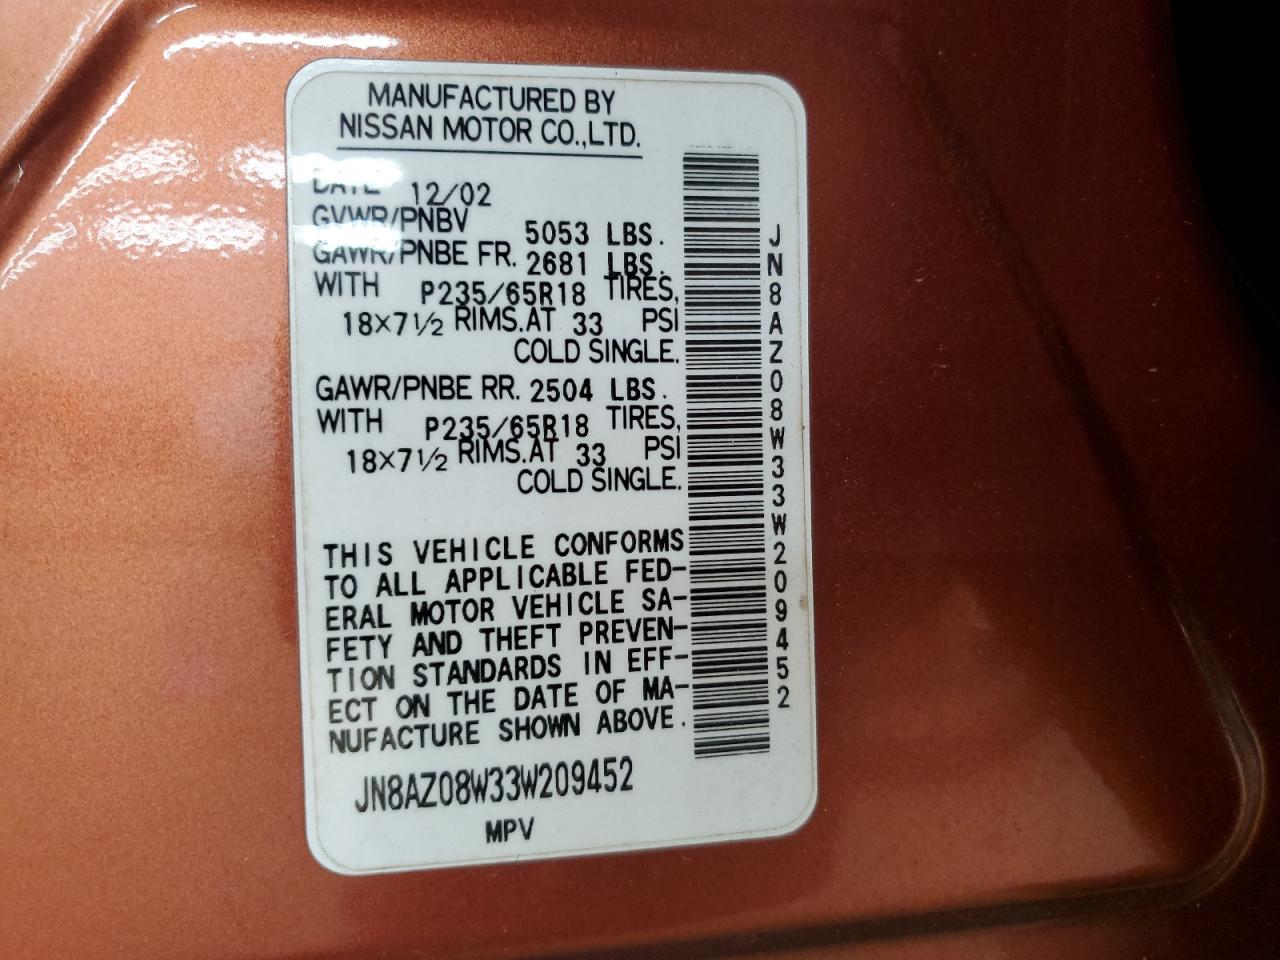 MANUFACTURED BY
NISSAN MOTOR CO.,LTD.
DATE 12/02
GVWR/PNBV 5053 LBS.
GAWR/PNBE FR. 2681 LBS.
WITH P235/65R18 TIRES,
18×7½ RIMS.AT 33 PSI
COLD SINGLE.
GAWR/PNBE RR. 2504 LBS.
WITH P235/65R18 TIRES,
18×7½ RIMS.AT 33 PSI
COLD SINGLE.
THIS VEHICLE CONFORMS
TO ALL APPLICABLE FED-
ERAL MOTOR VEHICLE SA-
FETY AND THEFT PREVEN-
TION STANDARDS IN EFF-
ECT ON THE DATE OF MA-
NUFACTURE SHOWN ABOVE.
JN8AZ08W33W209452
MPV
JN8AZ08W33W209452